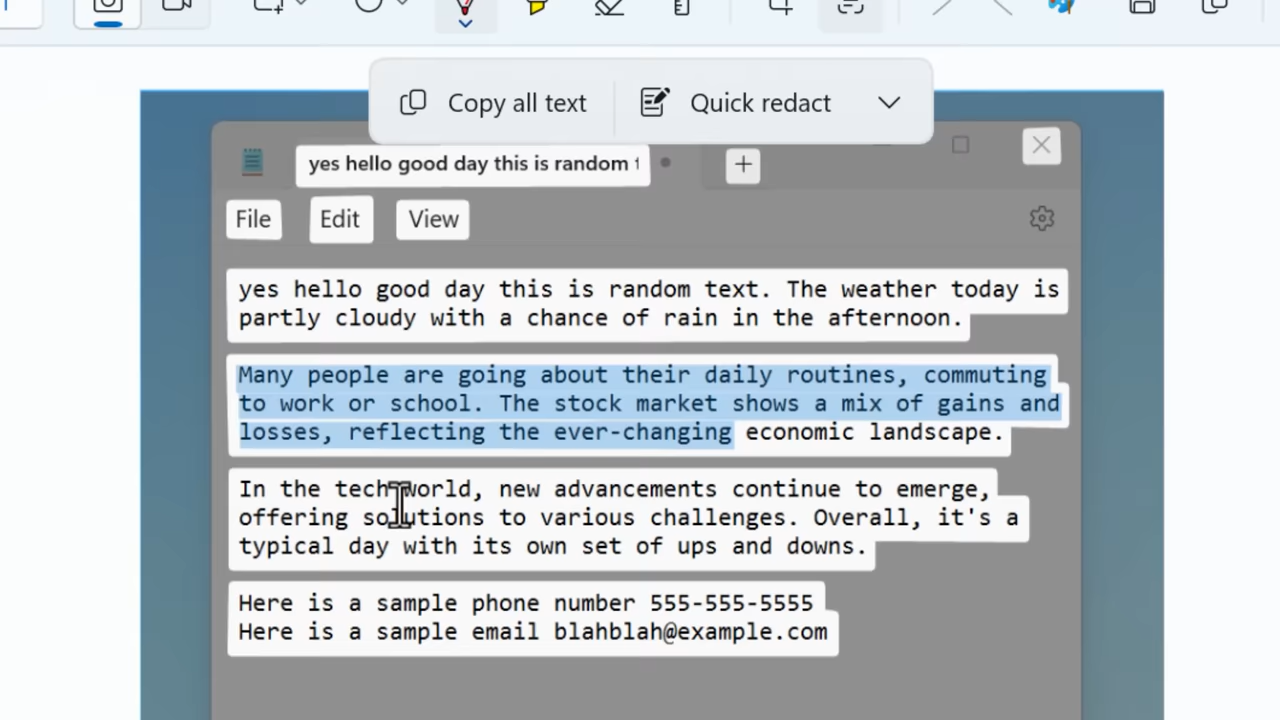 Copy all text
Quick redact
yes hello good day this is random
File
Edit
View
yes hello good day this is random text. The weather today is
partly cloudy with a chance of rain in the afternoon.
Many people are going about their daily routines, commuting
to work or school. The stock market shows a mix of gains and
losses, reflecting the ever-changing economic landscape.
In the tech world, new advancements continue to emerge,
offering solutions to various challenges. Overall, it's a
typical day with its own set of ups and downs.
Here is a sample phone number 555-555-5555
Here is a sample email blahblah@example.com